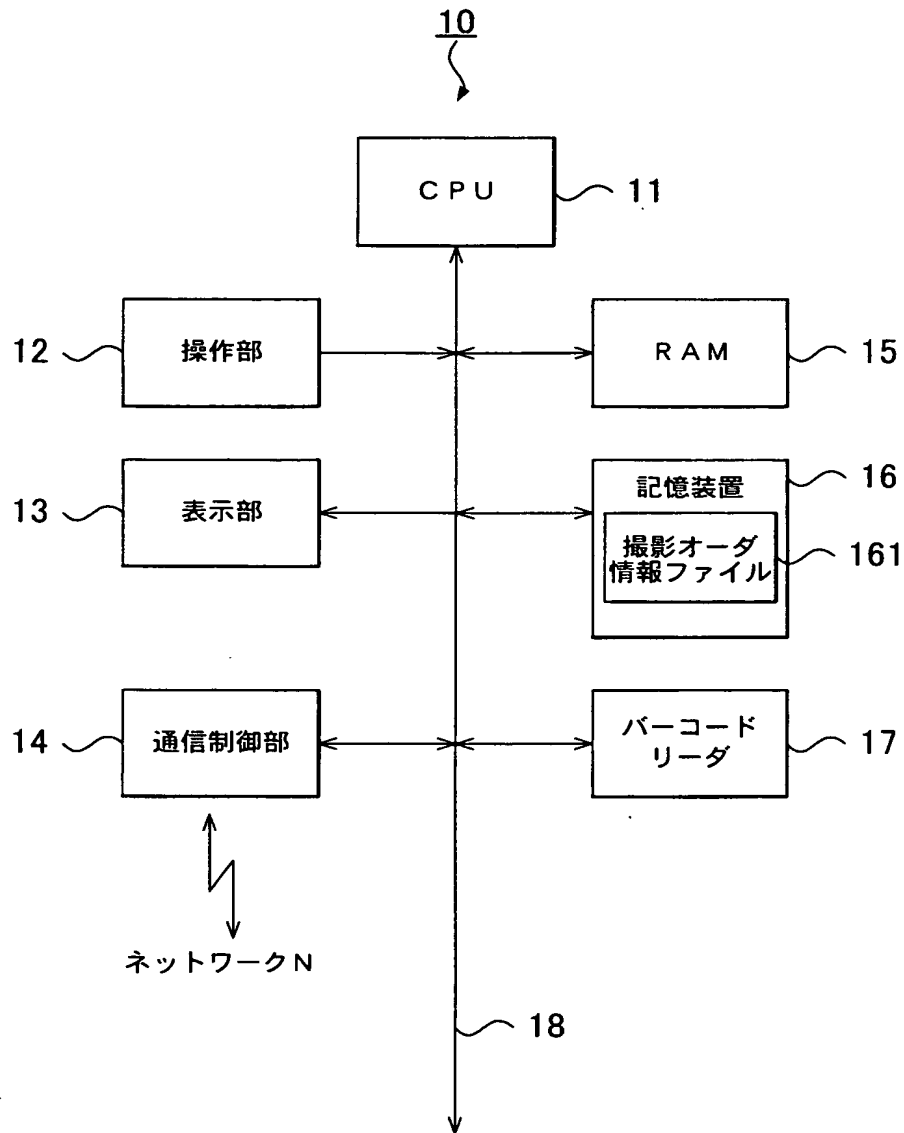 10
CPU
11
12
操作部
RAM
15
13
表示部
記憶装置
16
撮影オーダ
情報ファイル
161
14
通信制御部
バーコード
リーダ
17
ネットワークN
18